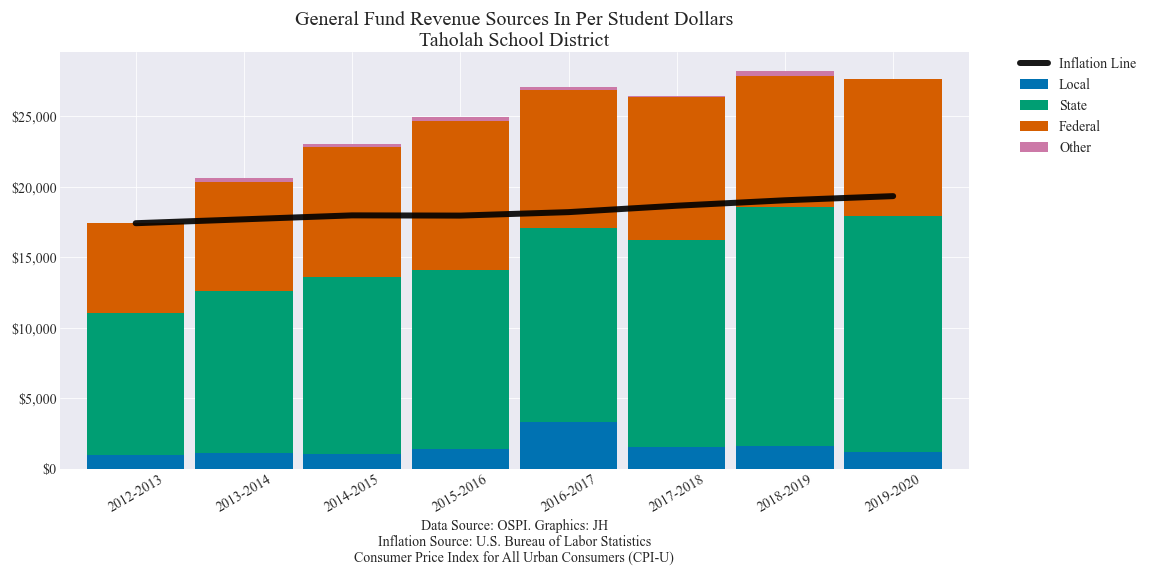 General Fund Revenue Sources In Per Student Dollars
Taholah School District
Inflation Line
Local
State
Federal
Other
$25,000
$20,000
$15,000
$10,000
$5,000
$0
2012-2013
2013-2014
2014-2015
2015-2016
2016-2017
2017-2018
2018-2019
2019-2020
Data Source: OSPI. Graphics: JH
Inflation Source: U.S. Bureau of Labor Statistics
Consumer Price Index for All Urban Consumers (CPI-U)